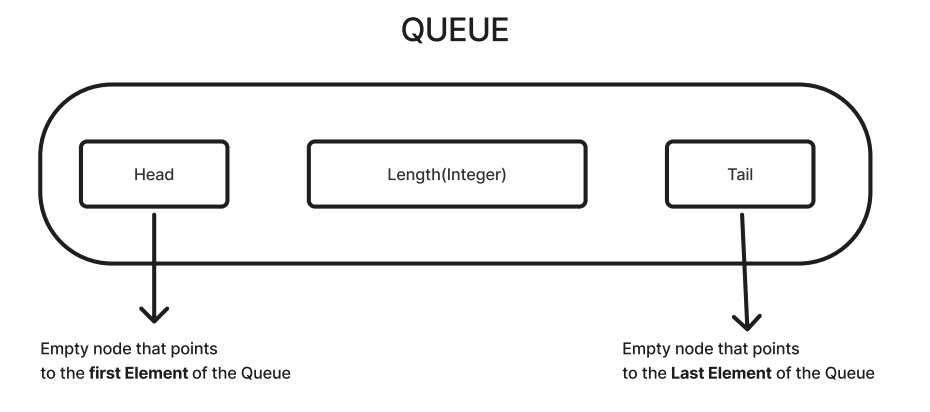 QUEUE
Head
Length(Integer)
Tail
Empty node that points
to the first Element of the Queue
Empty node that points
to the Last Element of the Queue